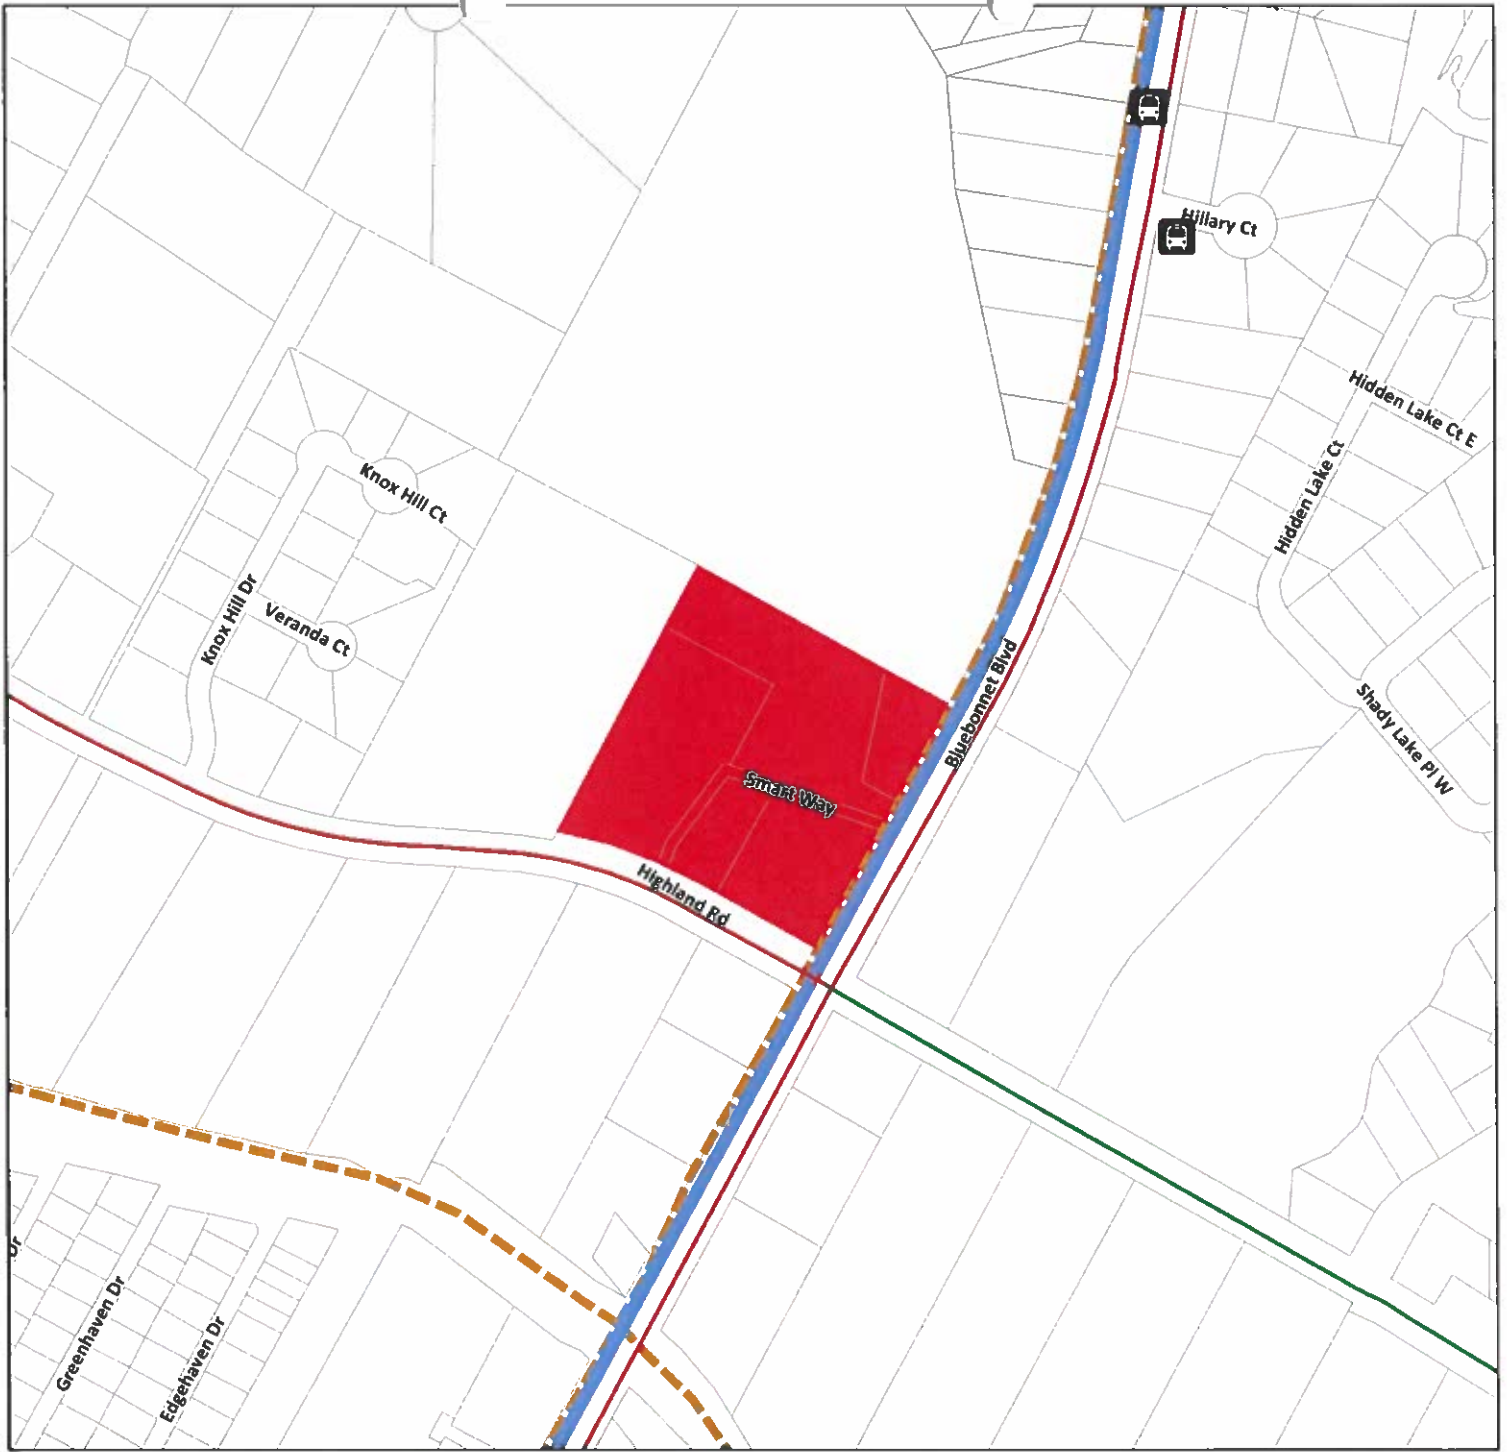 Hillary Ct
Hidden Lake Ct E
Hidden Lake Ct
Knox Hill Ct
Knox Hill Dr
Veranda Ct
Bluebonnet Blvd
Shady Lake Pl W
Smart Way
Highland Rd
Dr
Greenhaven Dr
Edgehaven Dr